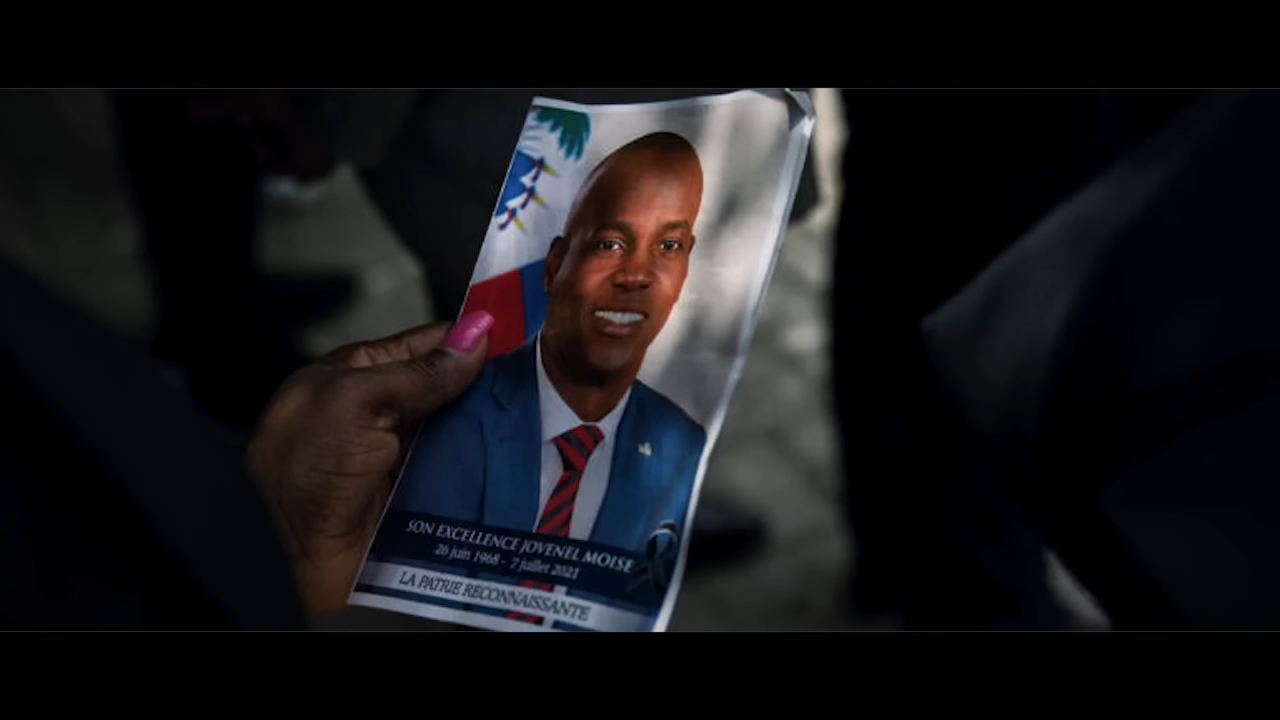 SON EXCELLENCE JOVENEL MOISE
26 juin 1968 - 7 juillet 2021
LA PATRIE RECONNAISSANTE